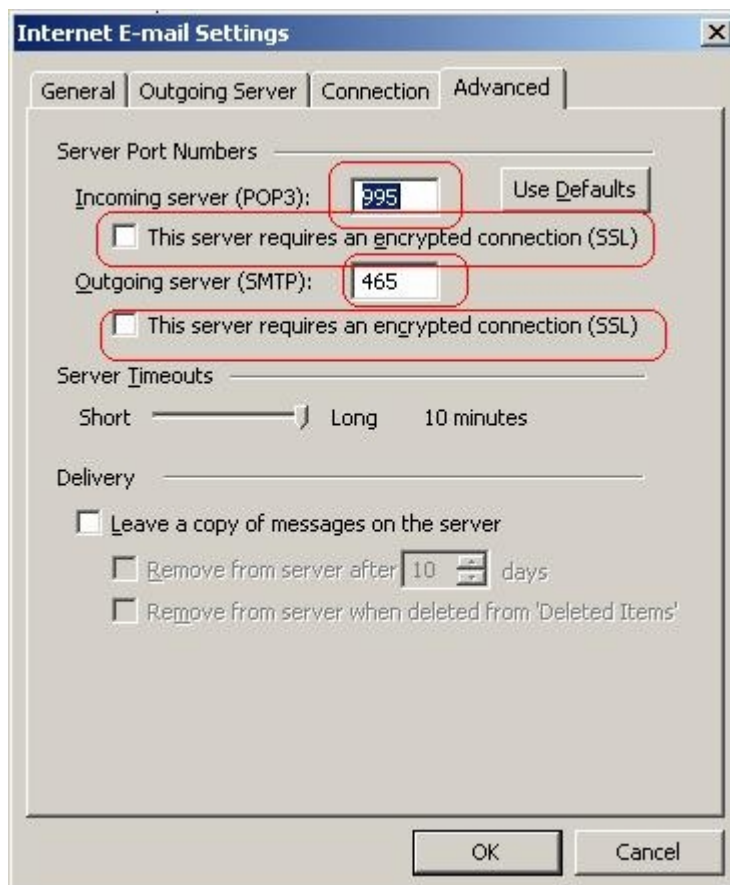 Internet E-mail Settings
General Outgoing Server Connection Advanced
Server Port Numbers
Incoming server (POP3): 995 Use Defaults
This server requires an encrypted connection (SSL)
Outgoing server (SMTP): 465
This server requires an encrypted connection (SSL)
Server Timeouts
Short Long 10 minutes
Delivery
Leave a copy of messages on the server
Remove from server after 10 days
Remove from server when deleted from 'Deleted Items'
OK Cancel